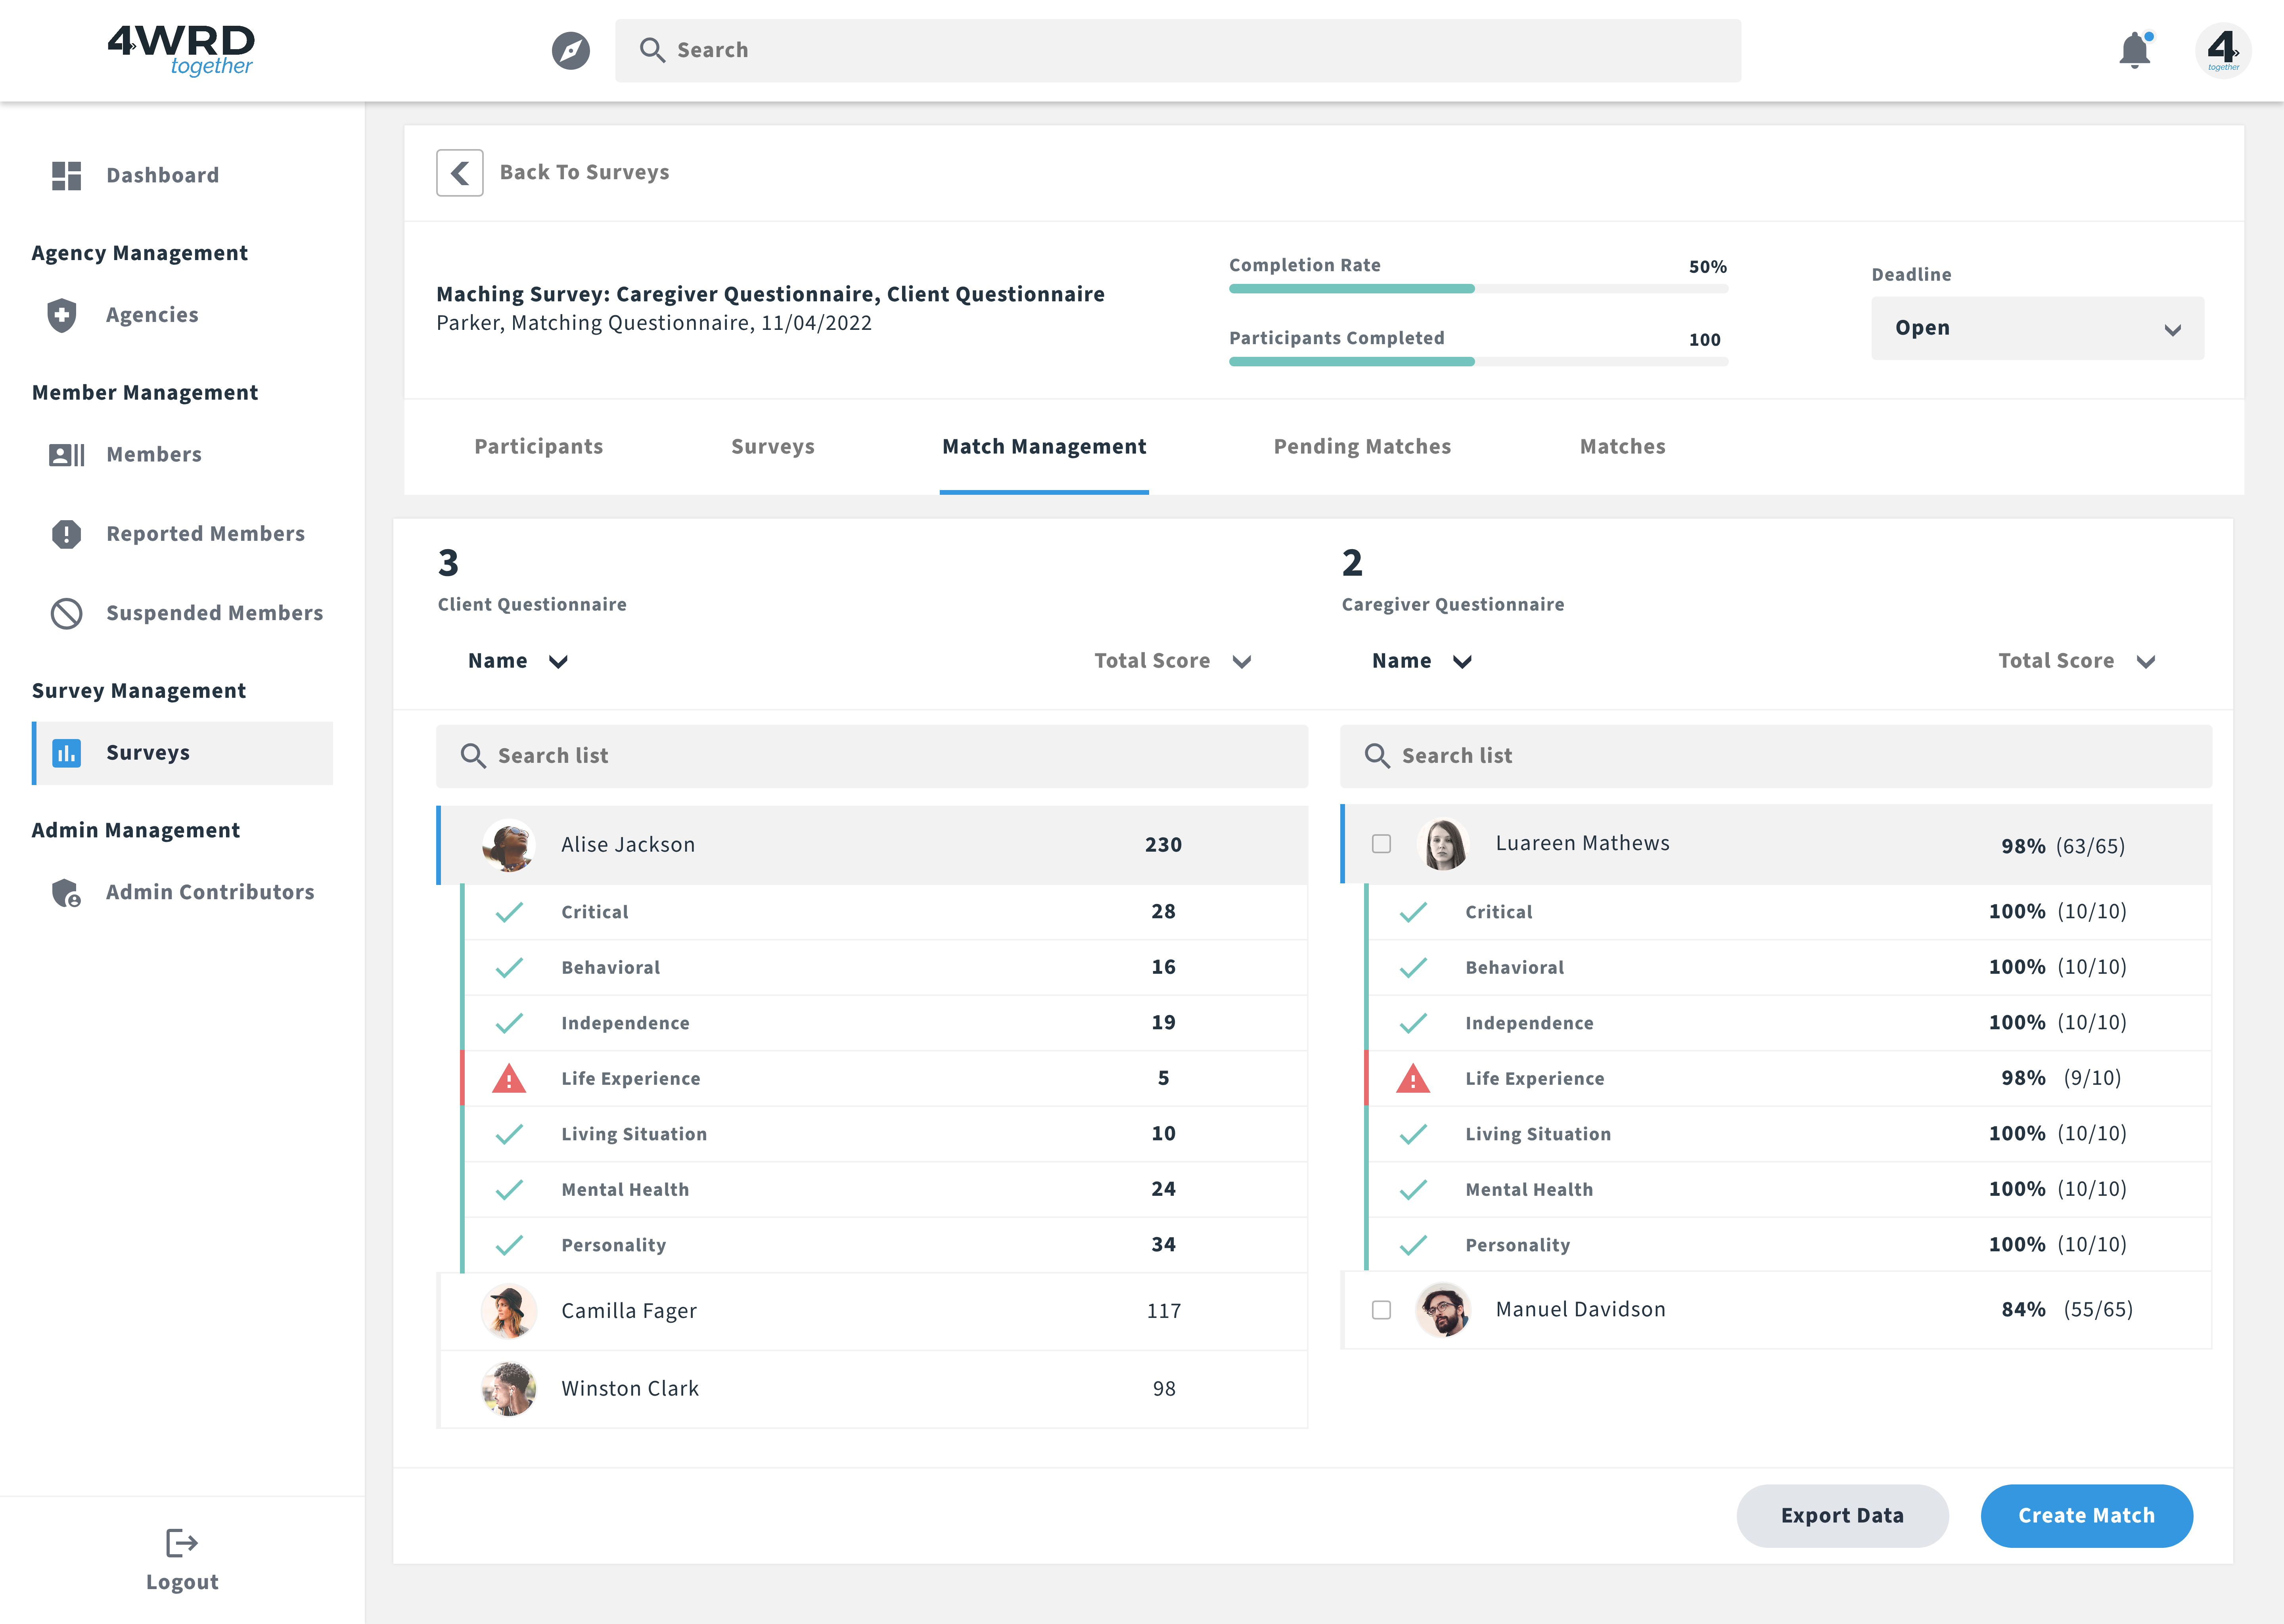 4WRD
together
Search
4
together
Dashboard
Agency Management
Agencies
Member Management
Members
Reported Members
Suspended Members
Survey Management
Surveys
Admin Management
Admin Contributors
Logout
Back To Surveys
Maching Survey: Caregiver Questionnaire, Client Questionnaire
Parker, Matching Questionnaire, 11/04/2022
Completion Rate 50%
Participants Completed 100
Deadline
Open
Participants Surveys Match Management Pending Matches Matches
3
Client Questionnaire
Name Total Score
Search list
Alise Jackson 230
Critical 28
Behavioral 16
Independence 19
Life Experience 5
Living Situation 10
Mental Health 24
Personality 34
Camilla Fager 117
Winston Clark 98
2
Caregiver Questionnaire
Name Total Score
Search list
Luareen Mathews 98% (63/65)
Critical 100% (10/10)
Behavioral 100% (10/10)
Independence 100% (10/10)
Life Experience 98% (9/10)
Living Situation 100% (10/10)
Mental Health 100% (10/10)
Personality 100% (10/10)
Manuel Davidson 84% (55/65)
Export Data Create Match